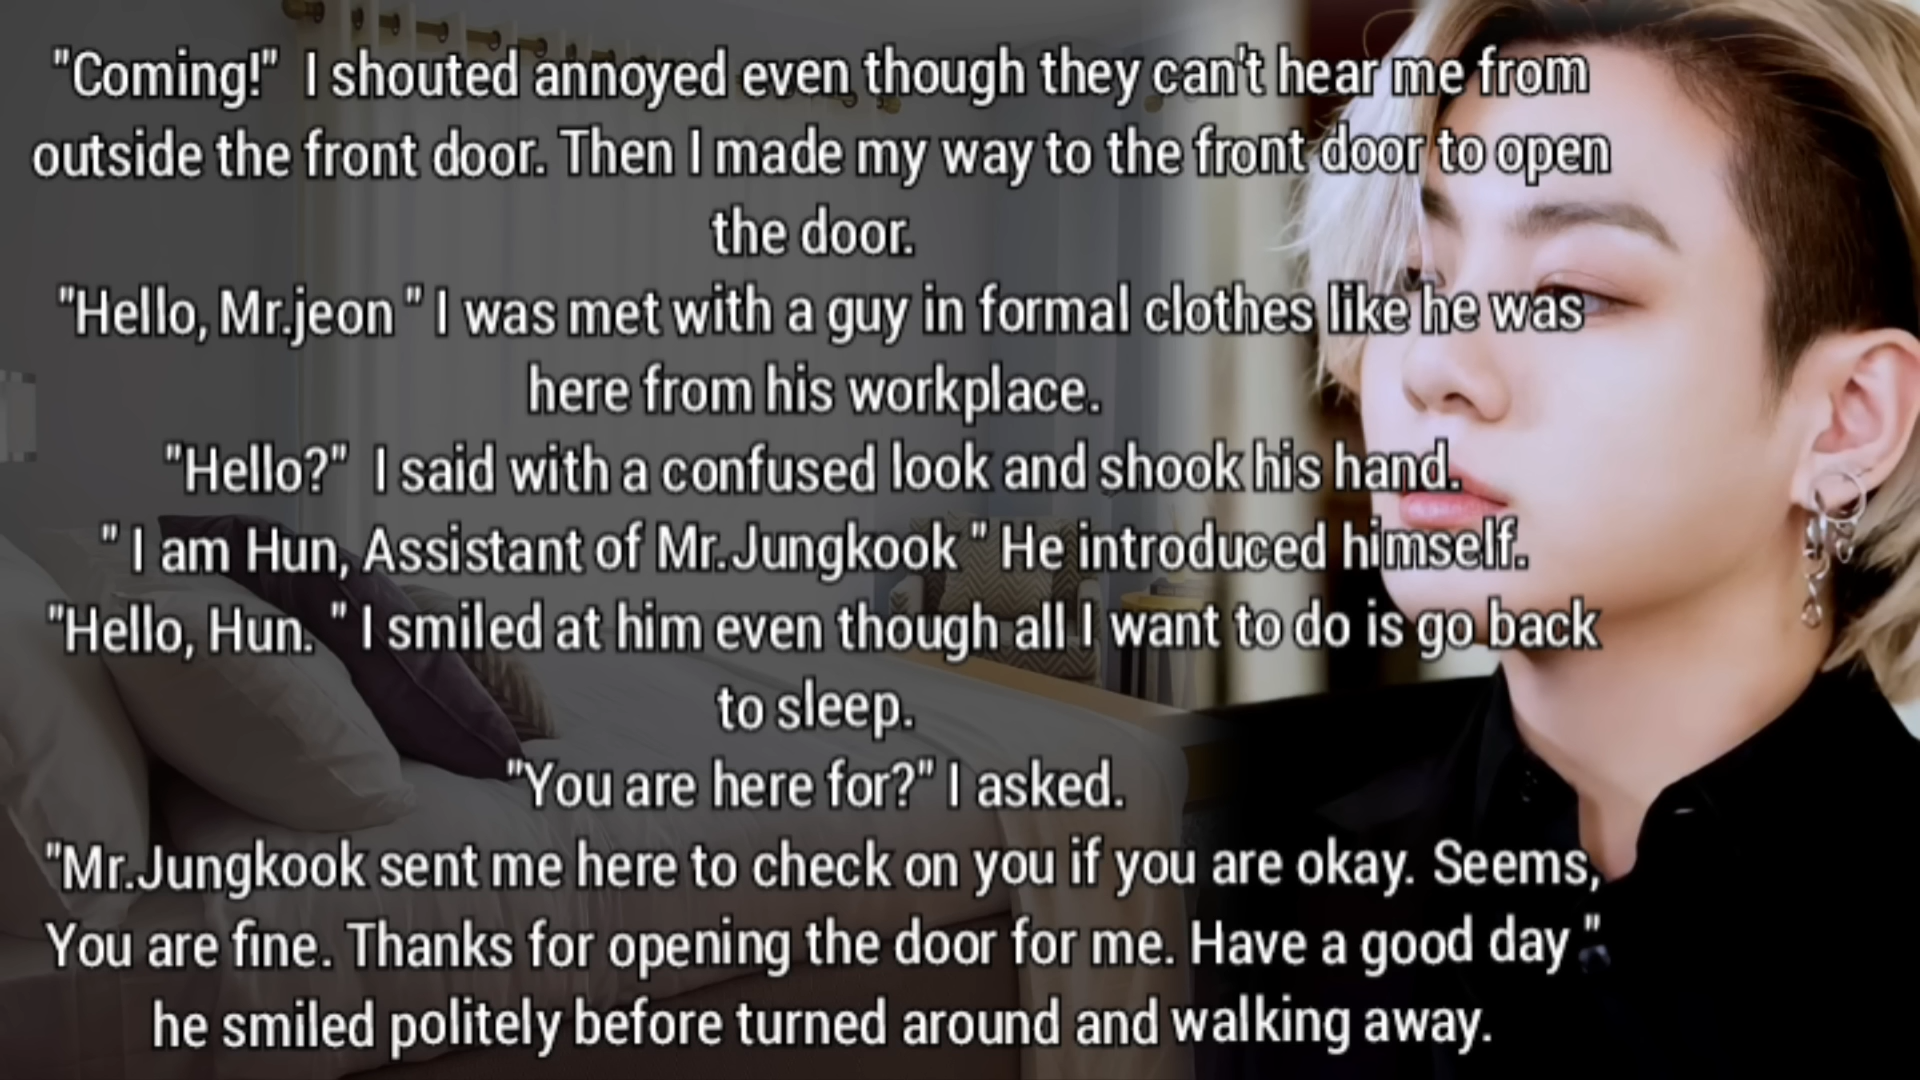 "Coming!"  I shouted annoyed even though they can't hear me from
outside the front door. Then I made my way to the front door to open
the door.
"Hello, Mr.jeon " I was met with a guy in formal clothes like he was
here from his workplace.
"Hello?"  I said with a confused look and shook his hand.
" I am Hun, Assistant of Mr.Jungkook " He introduced himself.
"Hello, Hun. " I smiled at him even though all I want to do is go back
to sleep.
"You are here for?" I asked.
"Mr.Jungkook sent me here to check on you if you are okay. Seems,
You are fine. Thanks for opening the door for me. Have a good day "
he smiled politely before turned around and walking away.